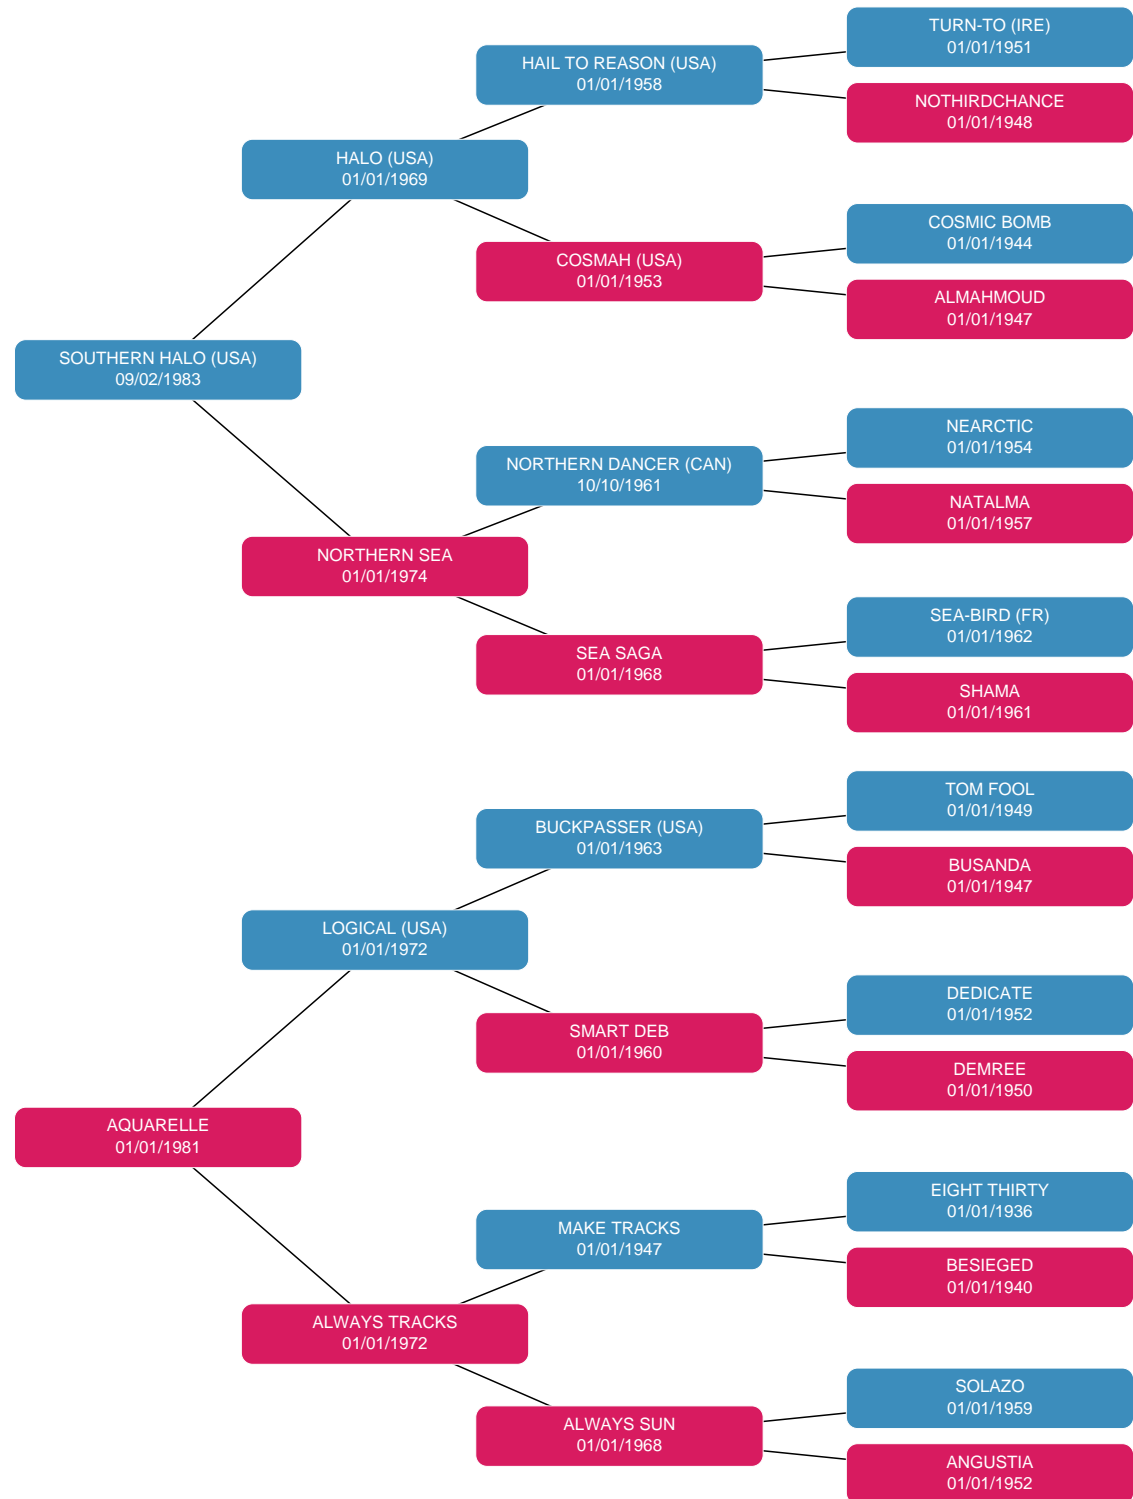 TURN-TO (IRE)
01/01/1951
HAIL TO REASON (USA)
01/01/1958
NOTHIRDCHANCE
01/01/1948
HALO (USA)
01/01/1969
COSMIC BOMB
01/01/1944
COSMAH (USA)
01/01/1953
ALMAHMOUD
01/01/1947
SOUTHERN HALO (USA)
09/02/1983
NEARCTIC
01/01/1954
NORTHERN DANCER (CAN)
10/10/1961
NATALMA
01/01/1957
NORTHERN SEA
01/01/1974
SEA-BIRD (FR)
01/01/1962
SEA SAGA
01/01/1968
SHAMA
01/01/1961
TOM FOOL
01/01/1949
BUCKPASSER (USA)
01/01/1963
BUSANDA
01/01/1947
LOGICAL (USA)
01/01/1972
DEDICATE
01/01/1952
SMART DEB
01/01/1960
DEMREE
01/01/1950
AQUARELLE
01/01/1981
EIGHT THIRTY
01/01/1936
MAKE TRACKS
01/01/1947
BESIEGED
01/01/1940
ALWAYS TRACKS
01/01/1972
SOLAZO
01/01/1959
ALWAYS SUN
01/01/1968
ANGUSTIA
01/01/1952